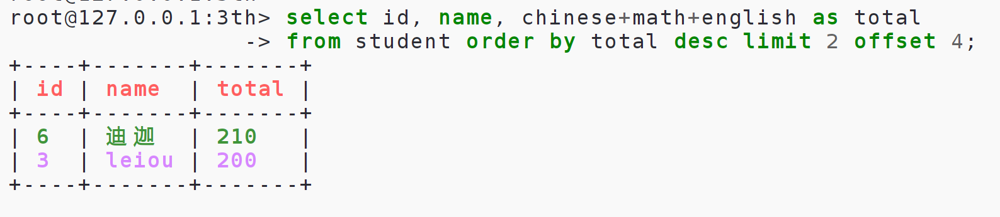 root@127.0.0.1:3th> select id, name, chinese+math+english as total
-> from student order by total desc limit 2 offset 4;
+----+-------+-------+
| id | name  | total |
+----+-------+-------+
| 6  | 迪迦  | 210   |
| 3  | leiou | 200   |
+----+-------+-------+